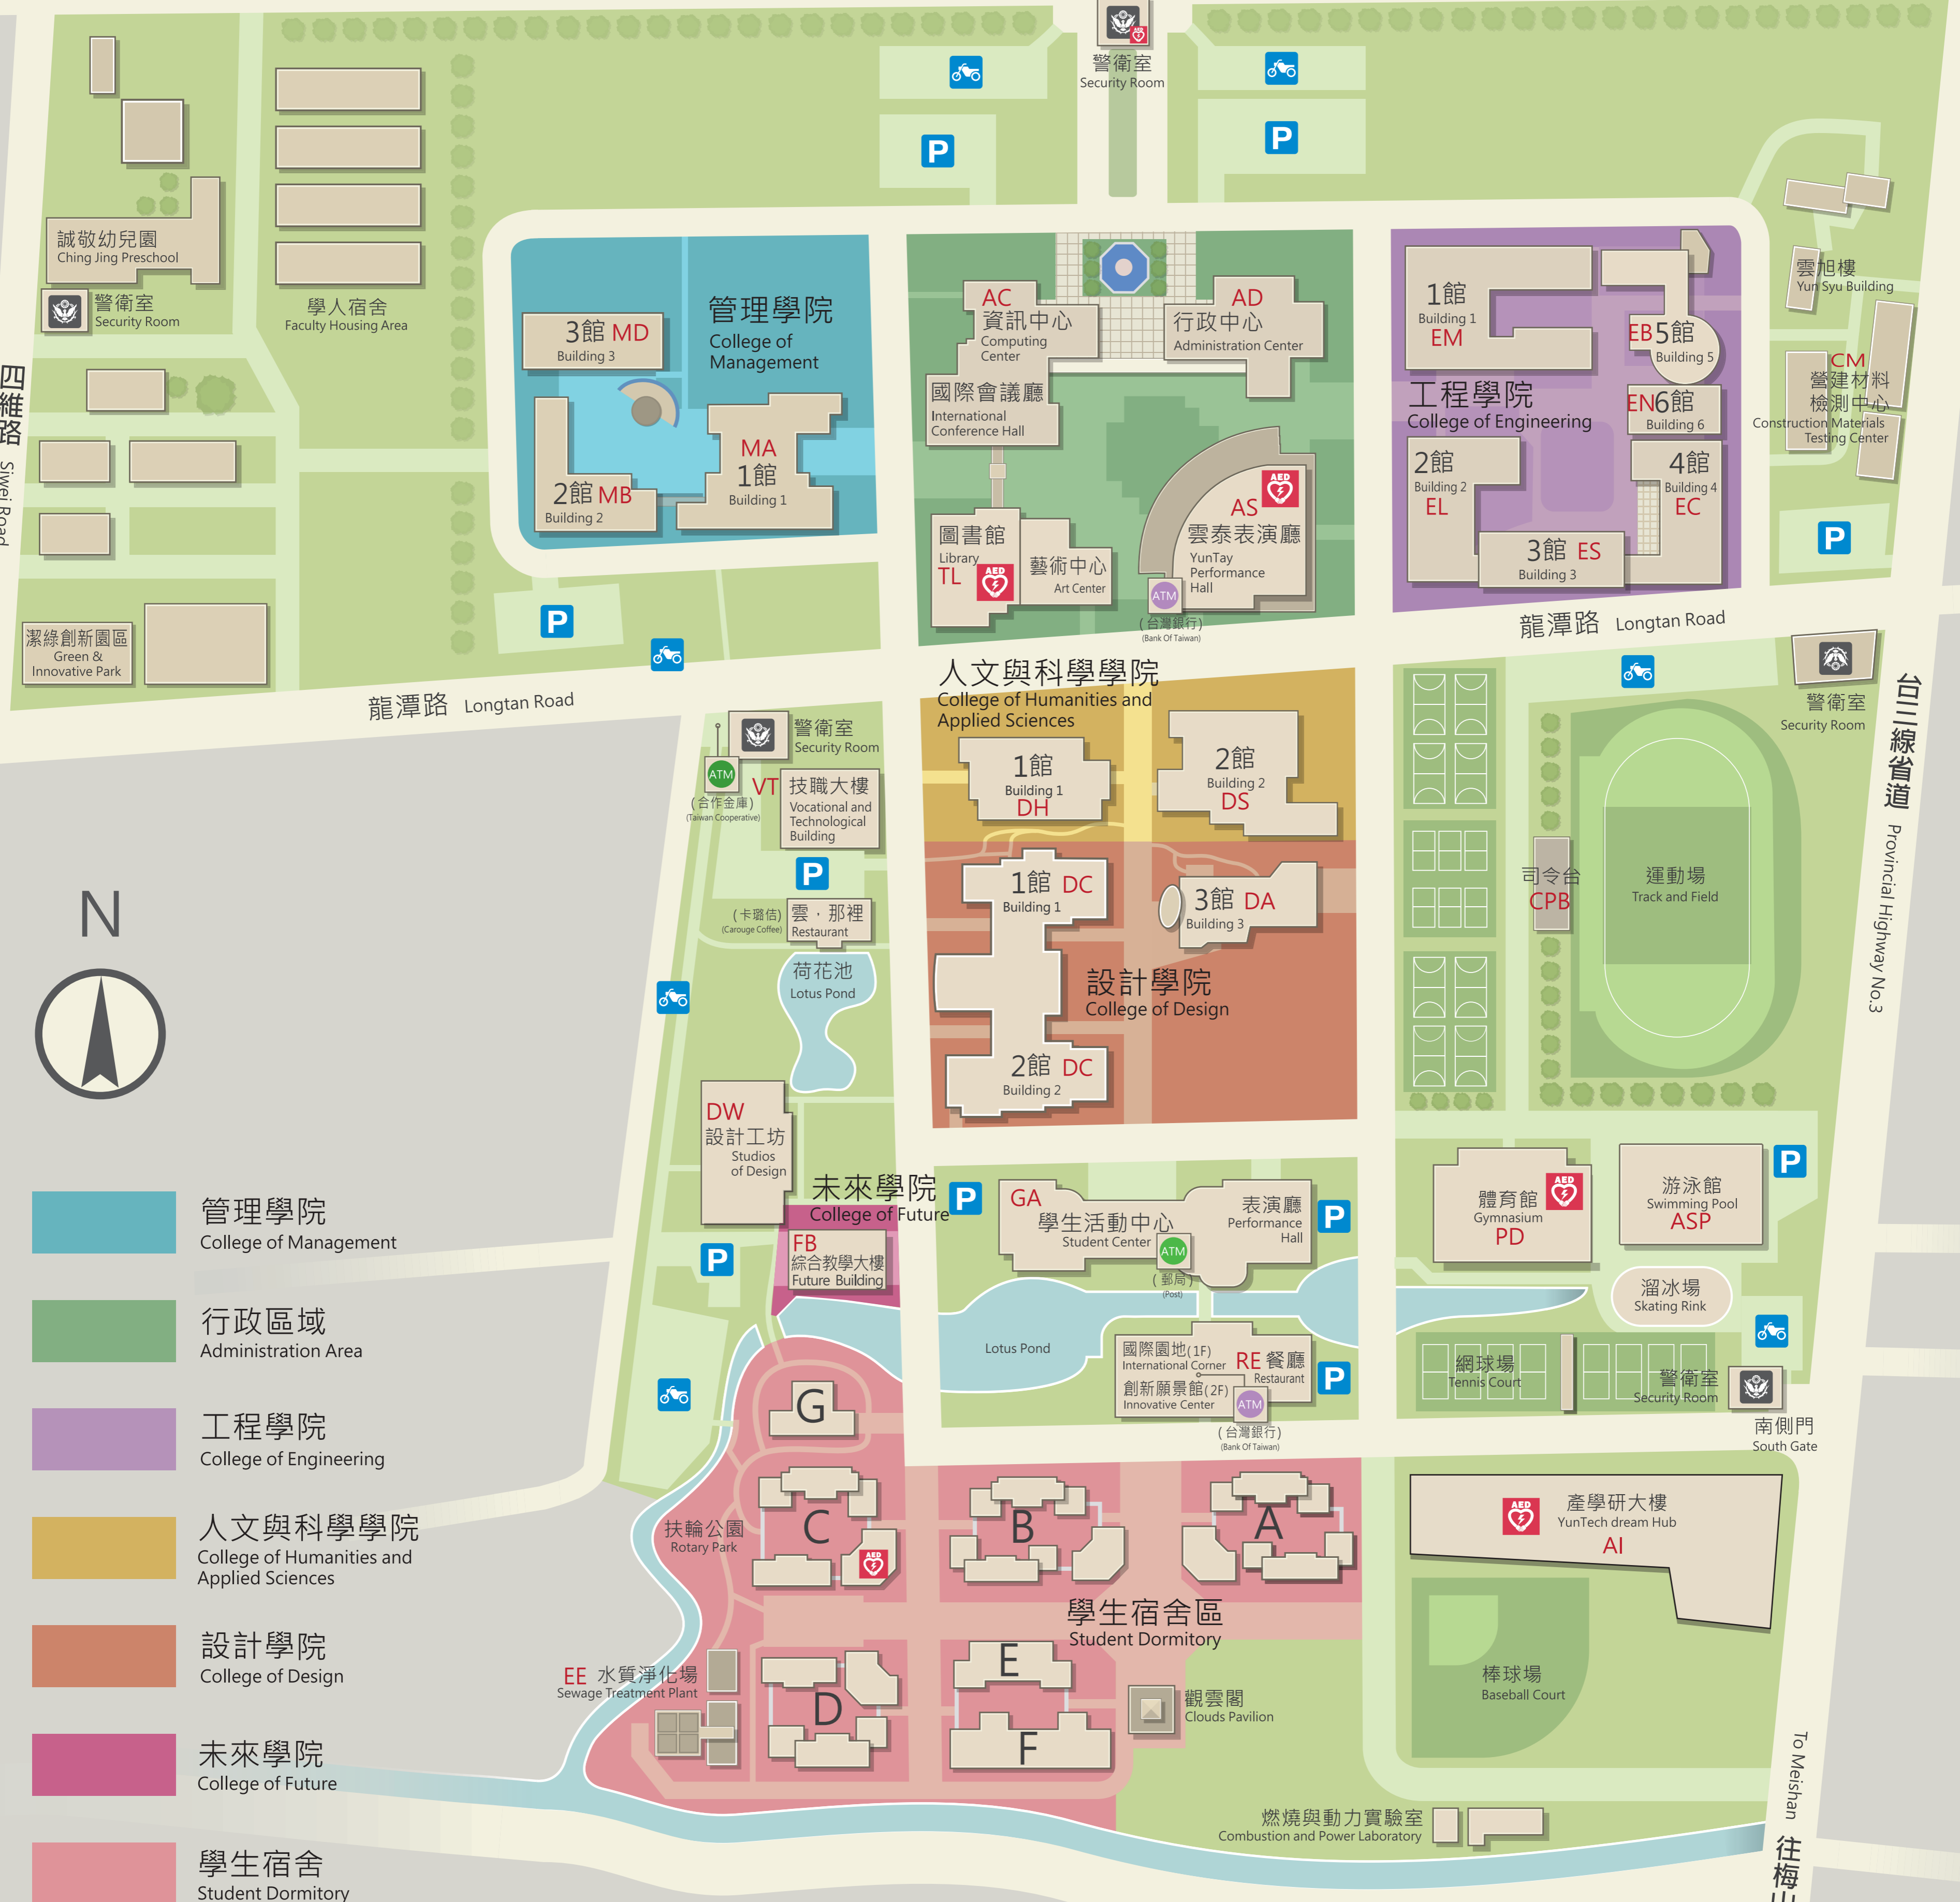 警衛室
Security Room
P
P
誠敬幼兒園
Ching Jing Preschool
警衛室
Security Room
學人宿舍
Faculty Housing Area
四維路
Siwei Road
潔綠創新園區
Green &
Innovative Park
3館 MD
Building 3
管理學院
College of
Management
2館 MB
Building 2
MA
1館
Building 1
AC
資訊中心
Computing
Center
AD
行政中心
Administration Center
國際會議廳
International
Conference Hall
圖書館
Library
TL
AED
藝術中心
Art Center
AED
AS
雲泰表演廳
YunTay
Performance
Hall
ATM
(台灣銀行)
(Bank Of Taiwan)
1館
Building 1
EM
EB 5館
Building 5
工程學院
College of Engineering
EN 6館
Building 6
2館
Building 2
EL
4館
Building 4
EC
3館 ES
Building 3
雲旭樓
Yun Syu Building
CM
營建材料
檢測中心
Construction Materials
Testing Center
P
P
龍潭路 Longtan Road
龍潭路 Longtan Road
警衛室
Security Room
台三線省道
Provincial Highway No.3
警衛室
Security Room
ATM
(合作金庫)
(Taiwan Cooperative)
VT
技職大樓
Vocational and
Technological
Building
P
(卡璐佶)
(Carouge Coffee)
雲．那裡
Restaurant
荷花池
Lotus Pond
人文與科學學院
College of Humanities and
Applied Sciences
1館
Building 1
DH
2館
Building 2
DS
1館 DC
Building 1
3館 DA
Building 3
設計學院
College of Design
2館 DC
Building 2
司令台
CPB
運動場
Track and Field
N
DW
設計工坊
Studios
of Design
未來學院
College of Future
FB
綜合教學大樓
Future Building
P
P
GA
學生活動中心
Student Center
表演廳
Performance
Hall
P
ATM
(郵局)
(Post)
體育館
Gymnasium
PD
AED
游泳館
Swimming Pool
ASP
P
溜冰場
Skating Rink
Lotus Pond
國際園地(1F)
International Corner
創新願景館(2F)
Innovative Center
RE 餐廳
Restaurant
ATM
P
(台灣銀行)
(Bank Of Taiwan)
網球場
Tennis Court
警衛室
Security Room
南側門
South Gate
G
C
AED
B
A
扶輪公園
Rotary Park
學生宿舍區
Student Dormitory
E
D
F
EE 水質淨化場
Sewage Treatment Plant
觀雲閣
Clouds Pavilion
AED
產學研大樓
YunTech dream Hub
AI
棒球場
Baseball Court
燃燒與動力實驗室
Combustion and Power Laboratory
To Meishan
往梅山
管理學院
College of Management
行政區域
Administration Area
工程學院
College of Engineering
人文與科學學院
College of Humanities and
Applied Sciences
設計學院
College of Design
未來學院
College of Future
學生宿舍
Student Dormitory